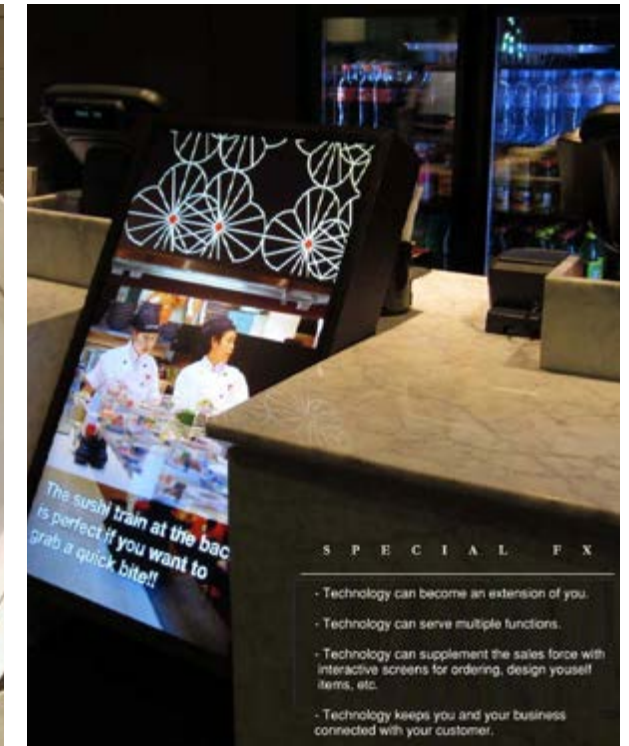 The sushi train at the bac
is perfect if you want to
grab a quick bite!!
SPECIAL FX
- Technology can become an extension of you.
- Technology can serve multiple functions.
- Technology can supplement the sales force with
interactive screens for ordering, design youself
items, etc.
- Technology keeps you and your business
connected with your customer.